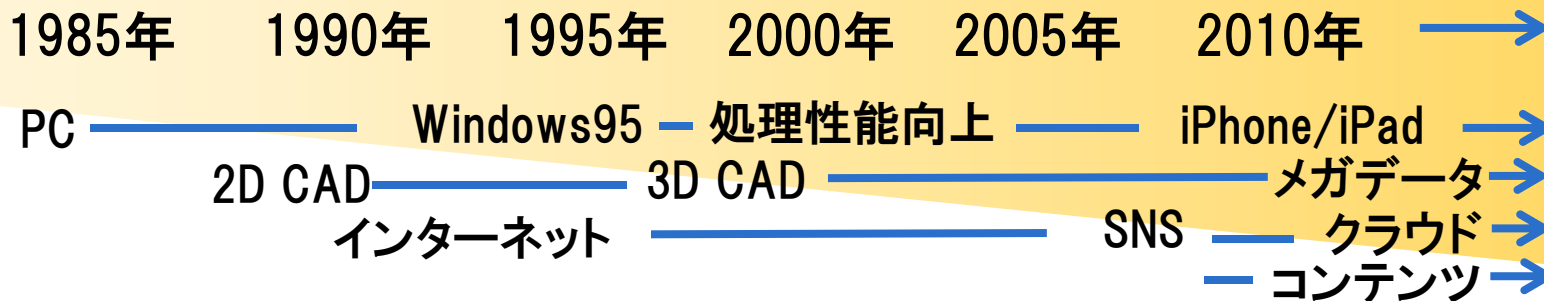 1985年 1990年 1995年 2000年 2005年 2010年
PC Windows95 処理性能向上 iPhone/iPad
2D CAD 3D CAD メガデータ
インターネット SNS クラウド
コンテンツ